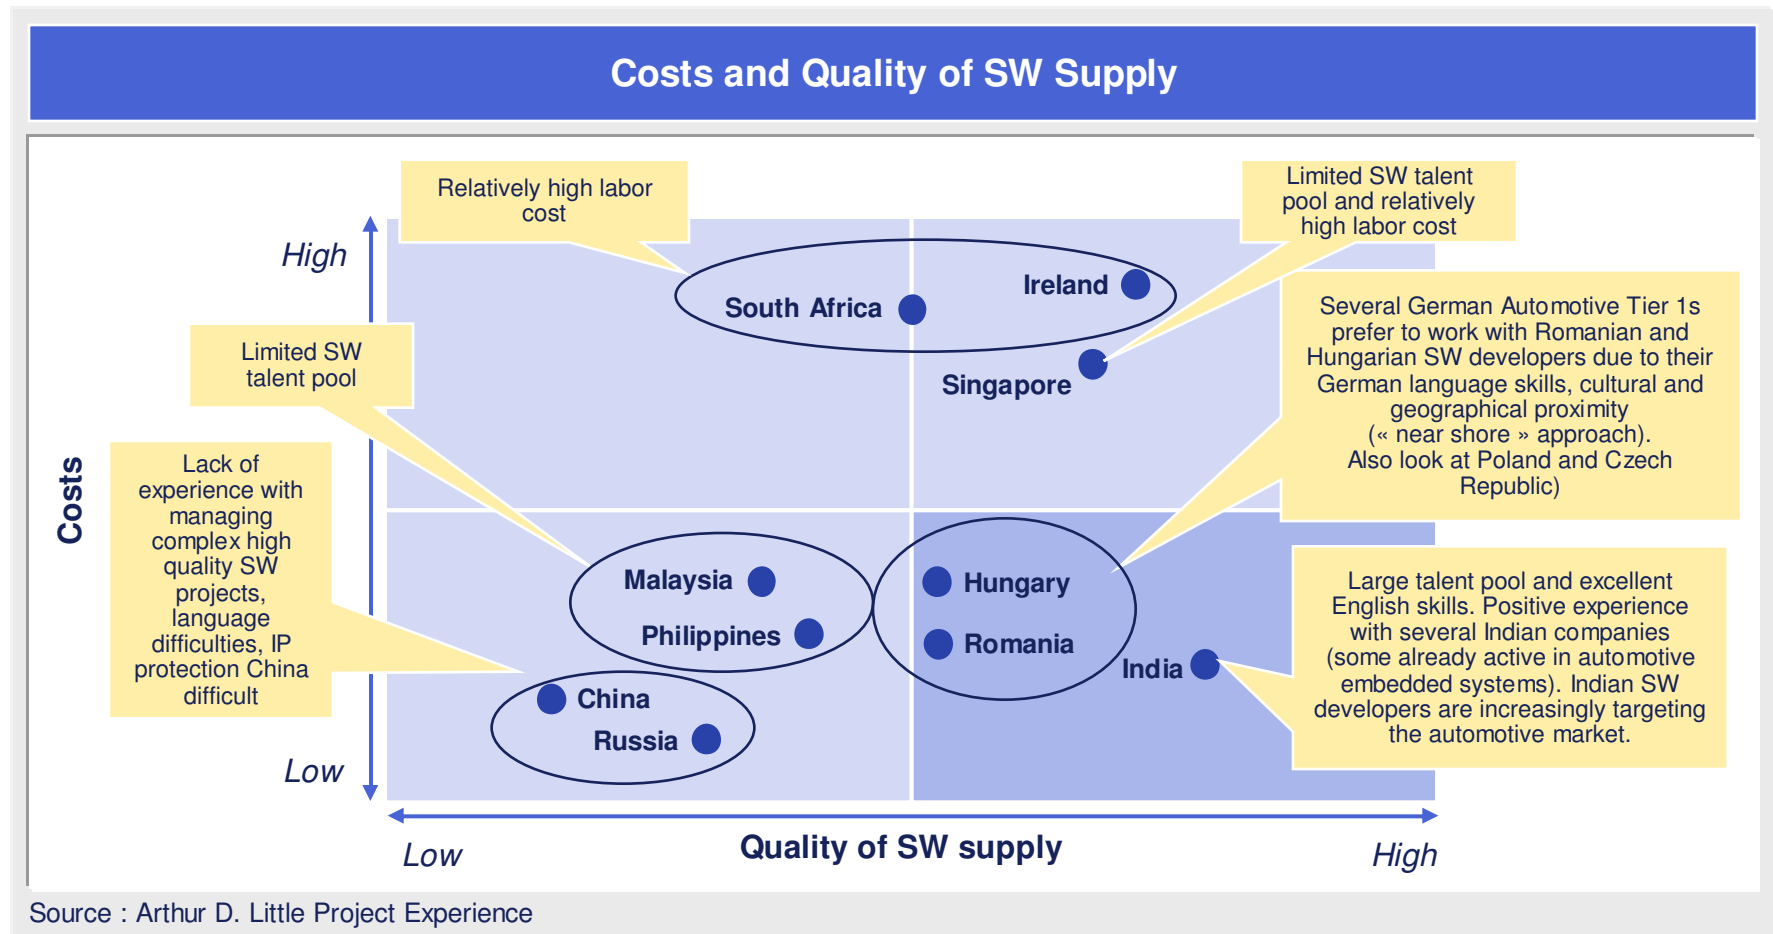 Costs and Quality of SW Supply
Relatively high labor
cost
Limited SW talent
pool and relatively
high labor cost
High
South Africa
Ireland
Singapore
Several German Automotive Tier 1s
prefer to work with Romanian and
Hungarian SW developers due to their
German language skills, cultural and
geographical proximity
(« near shore » approach).
Also look at Poland and Czech
Republic)
Limited SW
talent pool
Lack of
experience with
managing
complex high
quality SW
projects,
language
difficulties, IP
protection China
difficult
Costs
Malaysia
Philippines
Hungary
Romania
India
China
Russia
Large talent pool and excellent
English skills. Positive experience
with several Indian companies
(some already active in automotive
embedded systems). Indian SW
developers are increasingly targeting
the automotive market.
Low
Low
Quality of SW supply
High
Source : Arthur D. Little Project Experience